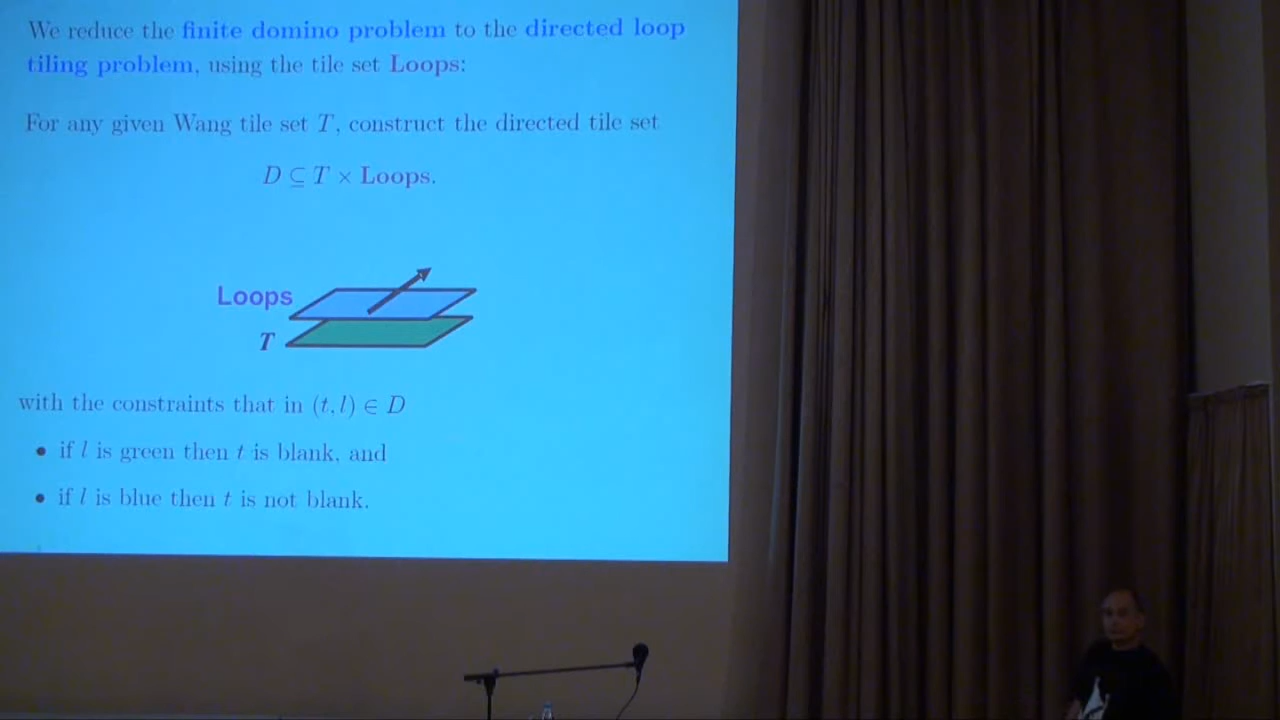 We reduce the finite domino problem to the directed loop
tiling problem, using the tile set Loops:
For any given Wang tile set T, construct the directed tile set
D ⊆ T × Loops.
Loops
T
with the constraints that in (t, l) ∈ D
• if l is green then t is blank, and
• if l is blue then t is not blank.